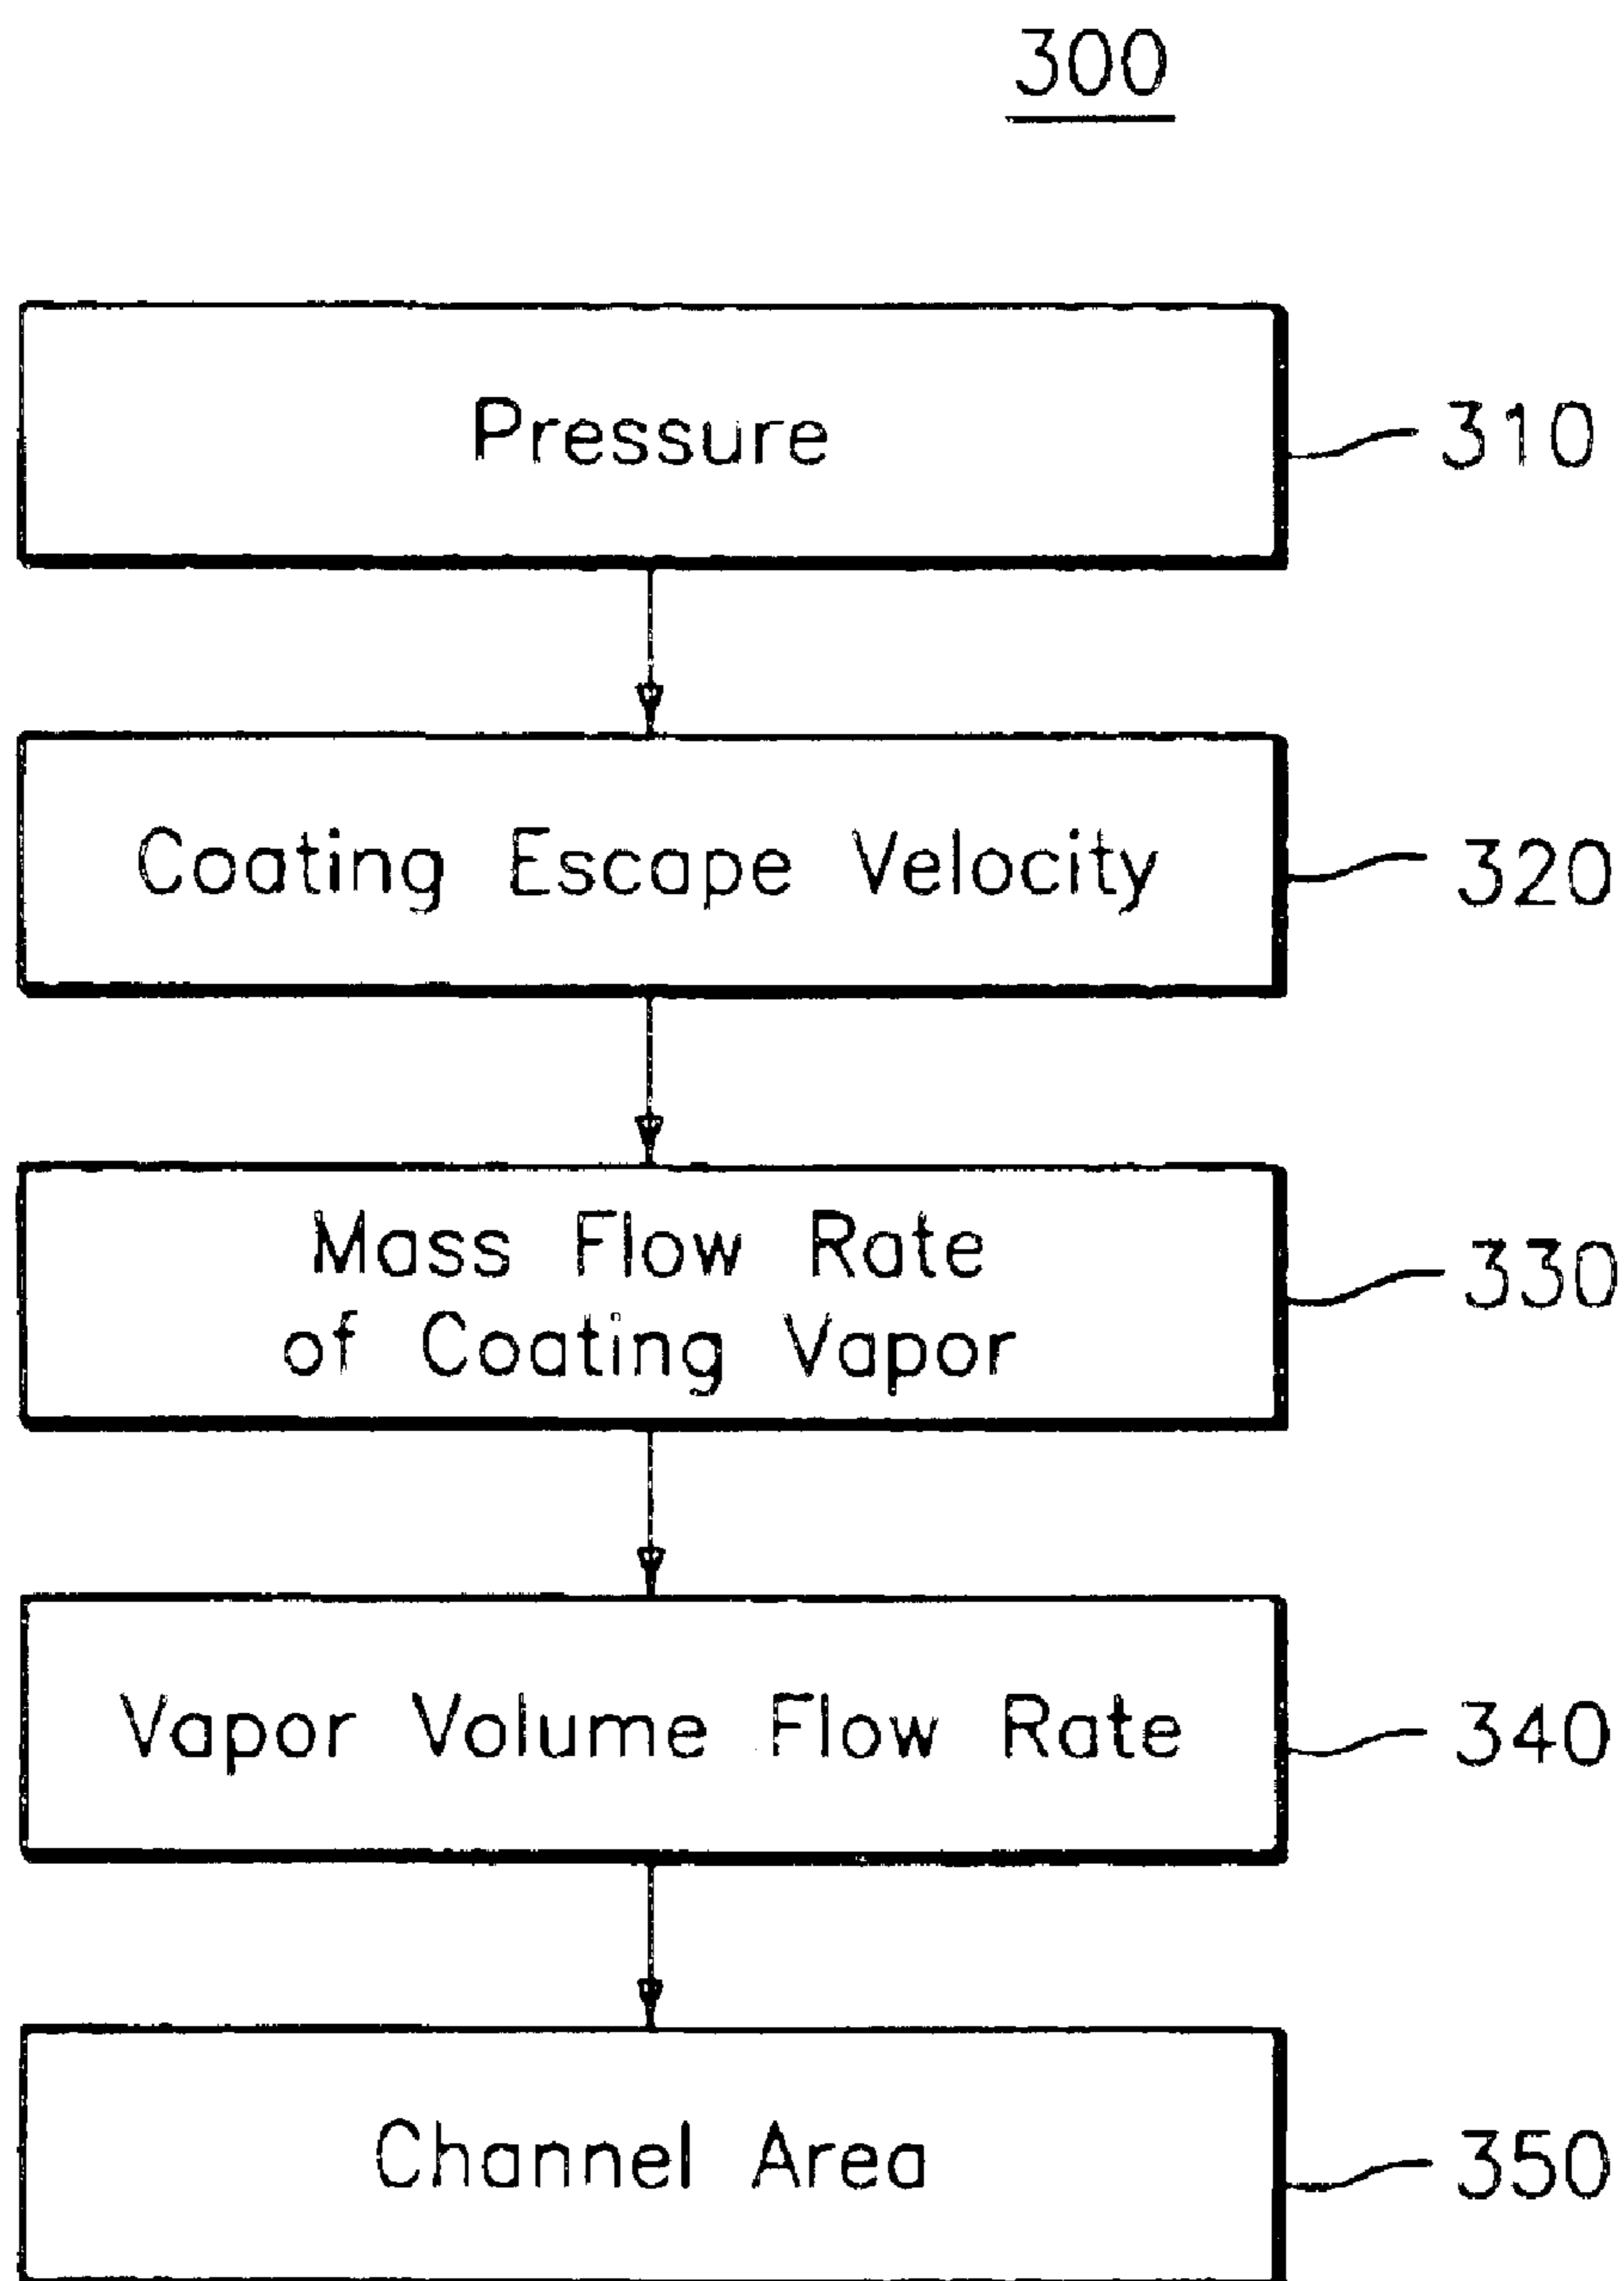 300
Pressure
310
Coating Escape Velocity
320
Mass Flow Rate
of Coating Vapor
330
Vapor Volume Flow Rate
340
Channel Area
350